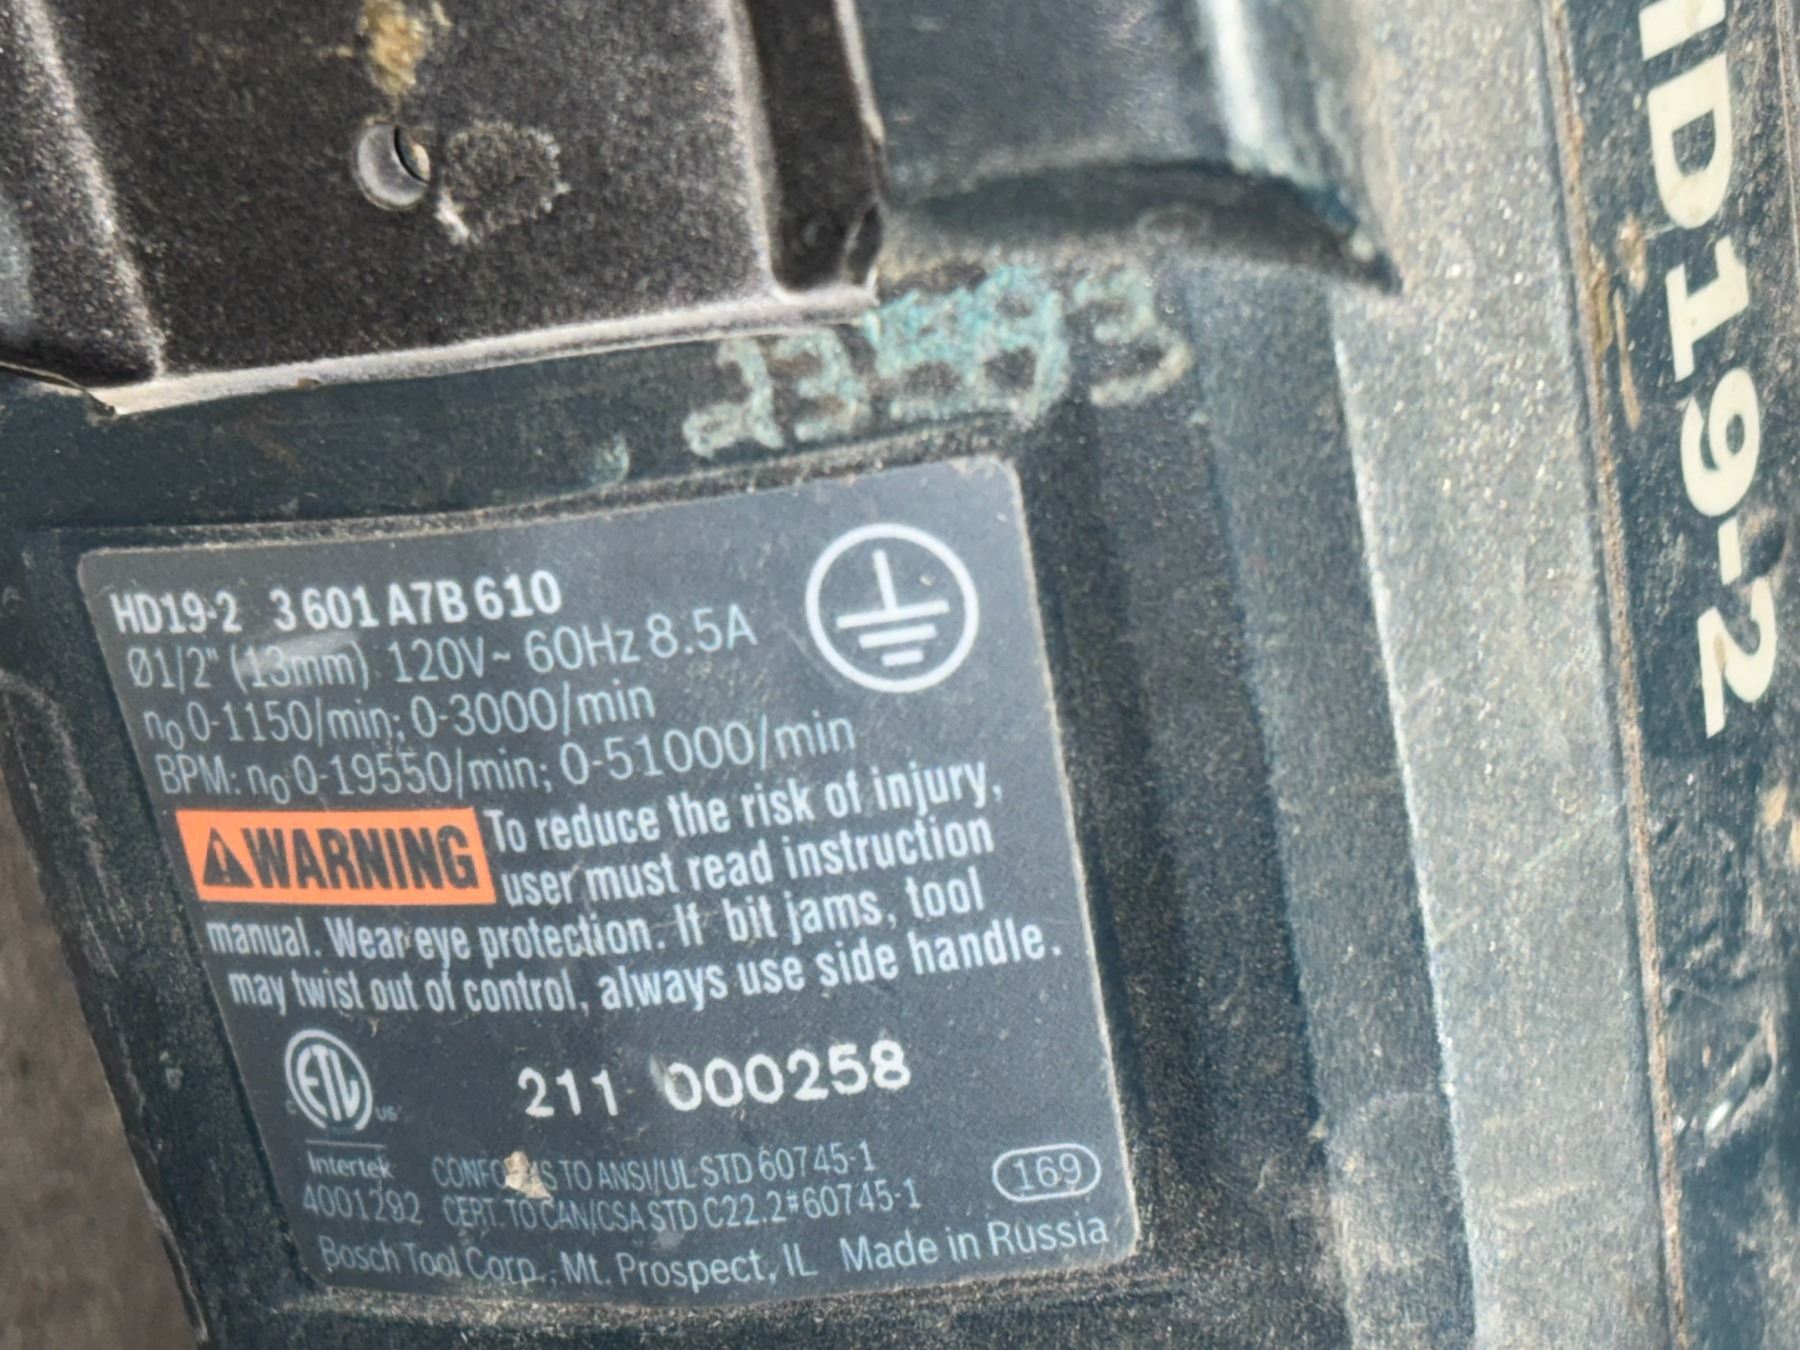 HD19-2
23593
HD19-2 3 601 A7B 610
Ø1/2" (13mm) 120V~ 60Hz 8.5A
n₀ 0-1150/min; 0-3000/min
BPM: n₀ 0-19550/min; 0-51000/min
WARNING To reduce the risk of injury,
user must read instruction
manual. Wear eye protection. If bit jams, tool
may twist out of control, always use side handle.
ETL
C US
211 000258
Intertek CONFORMS TO ANSI/UL STD 60745-1
4001292 CERT. TO CAN/CSA STD C22.2#60745-1
169
Bosch Tool Corp., Mt. Prospect, IL Made in Russia